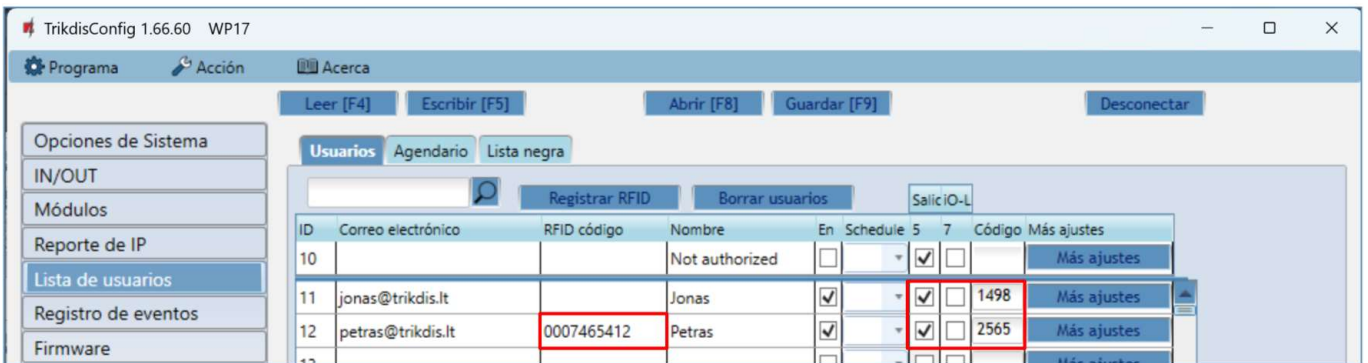 TrikdisConfig 1.66.60 WP17
Programa Acción Acerca
Leer [F4] Escribir [F5] Abrir [F8] Guardar [F9] Desconectar
Opciones de Sistema
IN/OUT
Módulos
Reporte de IP
Lista de usuarios
Registro de eventos
Firmware
Usuarios Agendario Lista negra
Registrar RFID Borrar usuarios Salic iO-L
ID Correo electrónico RFID código Nombre En Schedule 5 7 Código Más ajustes
10 Not authorized Más ajustes
11 jonas@trikdis.lt Jonas 1498 Más ajustes
12 petras@trikdis.lt 0007465412 Petras 2565 Más ajustes